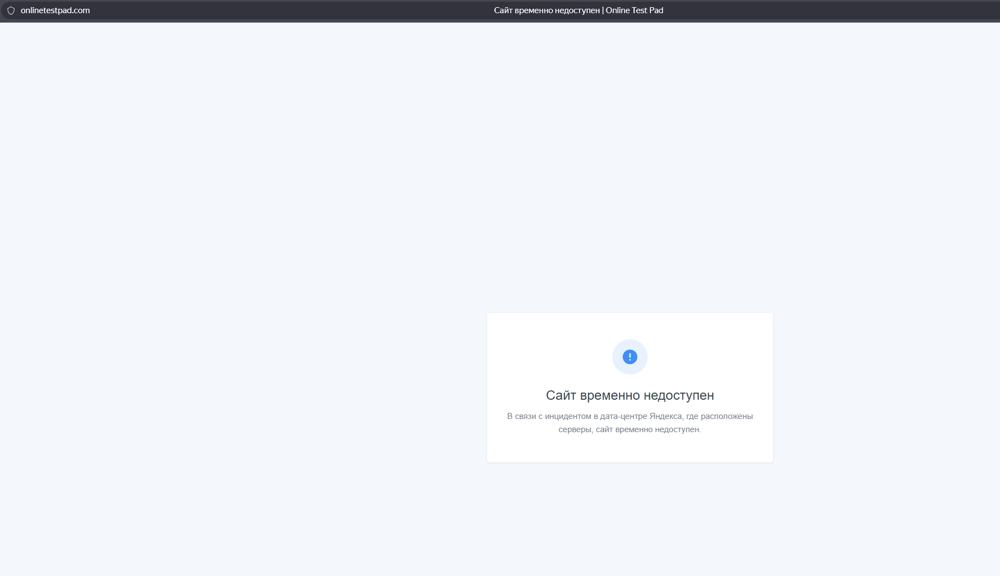 onlinetestpad.com
Сайт временно недоступен | Online Test Pad
Сайт временно недоступен
В связи с инцидентом в дата-центре Яндекса, где расположены
серверы, сайт временно недоступен.